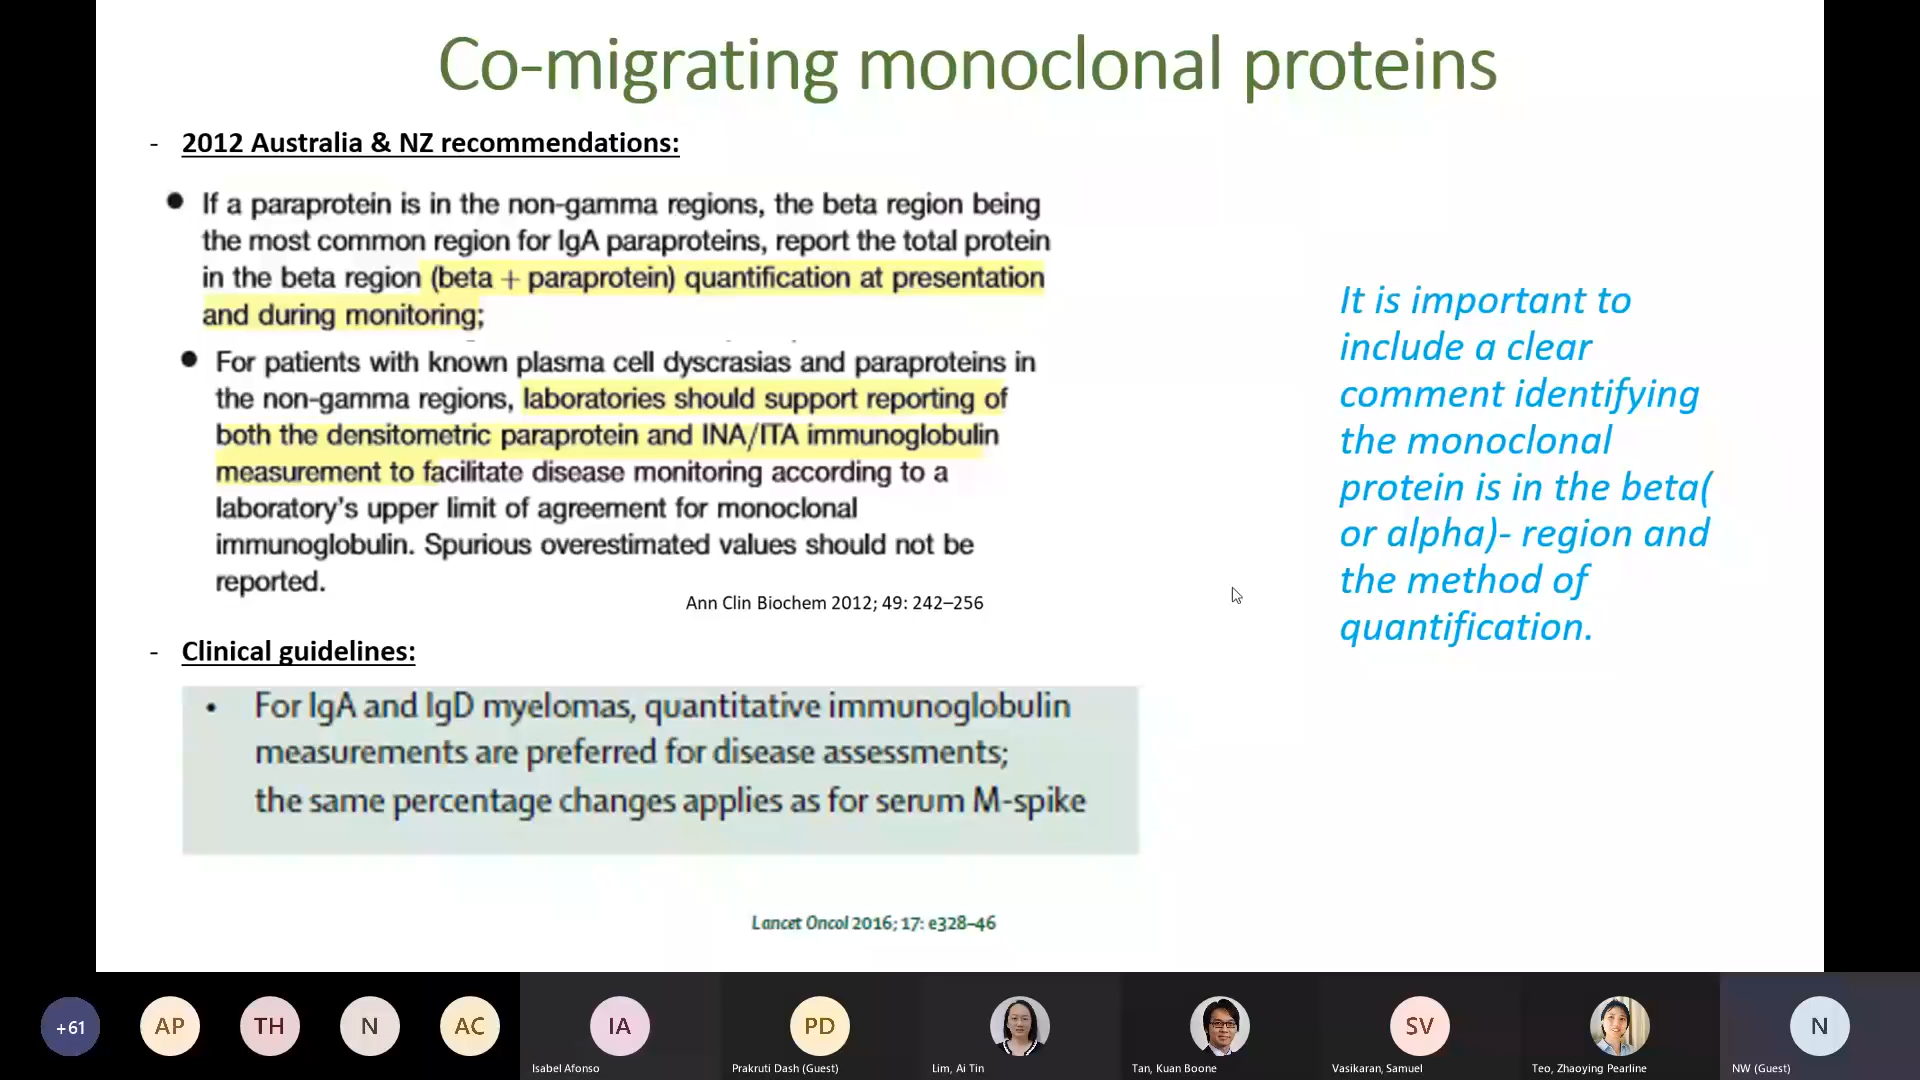 Co-migrating monoclonal proteins
- 2012 Australia & NZ recommendations:
● If a paraprotein is in the non-gamma regions, the beta region being
the most common region for IgA paraproteins, report the total protein
in the beta region (beta + paraprotein) quantification at presentation
and during monitoring;
● For patients with known plasma cell dyscrasias and paraproteins in
the non-gamma regions, laboratories should support reporting of
both the densitometric paraprotein and INA/ITA immunoglobulin
measurement to facilitate disease monitoring according to a
laboratory's upper limit of agreement for monoclonal
immunoglobulin. Spurious overestimated values should not be
reported.
Ann Clin Biochem 2012; 49: 242–256
- Clinical guidelines:
• For IgA and IgD myelomas, quantitative immunoglobulin
measurements are preferred for disease assessments;
the same percentage changes applies as for serum M-spike
Lancet Oncol 2016; 17: e328–46
It is important to
include a clear
comment identifying
the monoclonal
protein is in the beta(
or alpha)- region and
the method of
quantification.
+61
AP
TH
N
AC
IA
Isabel Afonso
PD
Prakruti Dash (Guest)
Lim, Ai Tin
Tan, Kuan Boone
SV
Vasikaran, Samuel
Teo, Zhaoying Pearline
N
NW (Guest)